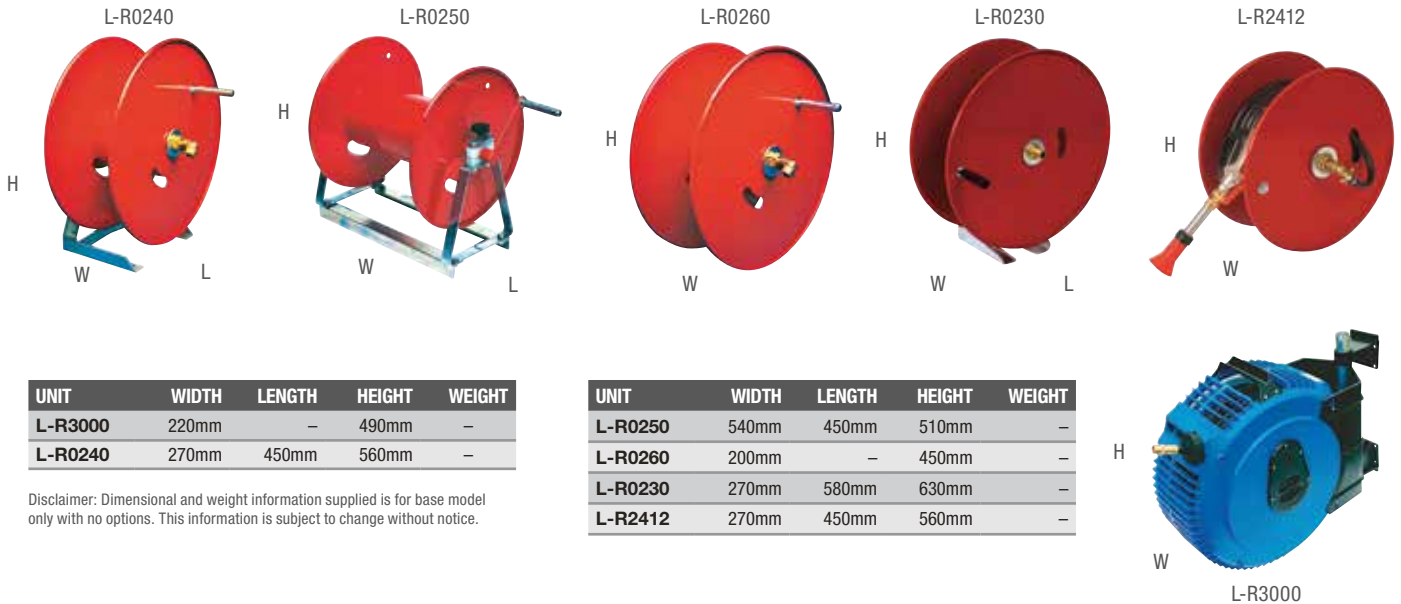 L-R0240 L-R0250 L-R0260 L-R0230 L-R2412
H
W
L
H
W
L
H
W
H
W L
H
W
UNIT WIDTH LENGTH HEIGHT WEIGHT
L-R3000 220mm – 490mm –
L-R0240 270mm 450mm 560mm –
Disclaimer: Dimensional and weight information supplied is for base model
only with no options. This information is subject to change without notice.
UNIT WIDTH LENGTH HEIGHT WEIGHT
L-R0250 540mm 450mm 510mm –
L-R0260 200mm – 450mm –
L-R0230 270mm 580mm 630mm –
L-R2412 270mm 450mm 560mm –
H
W
L-R3000